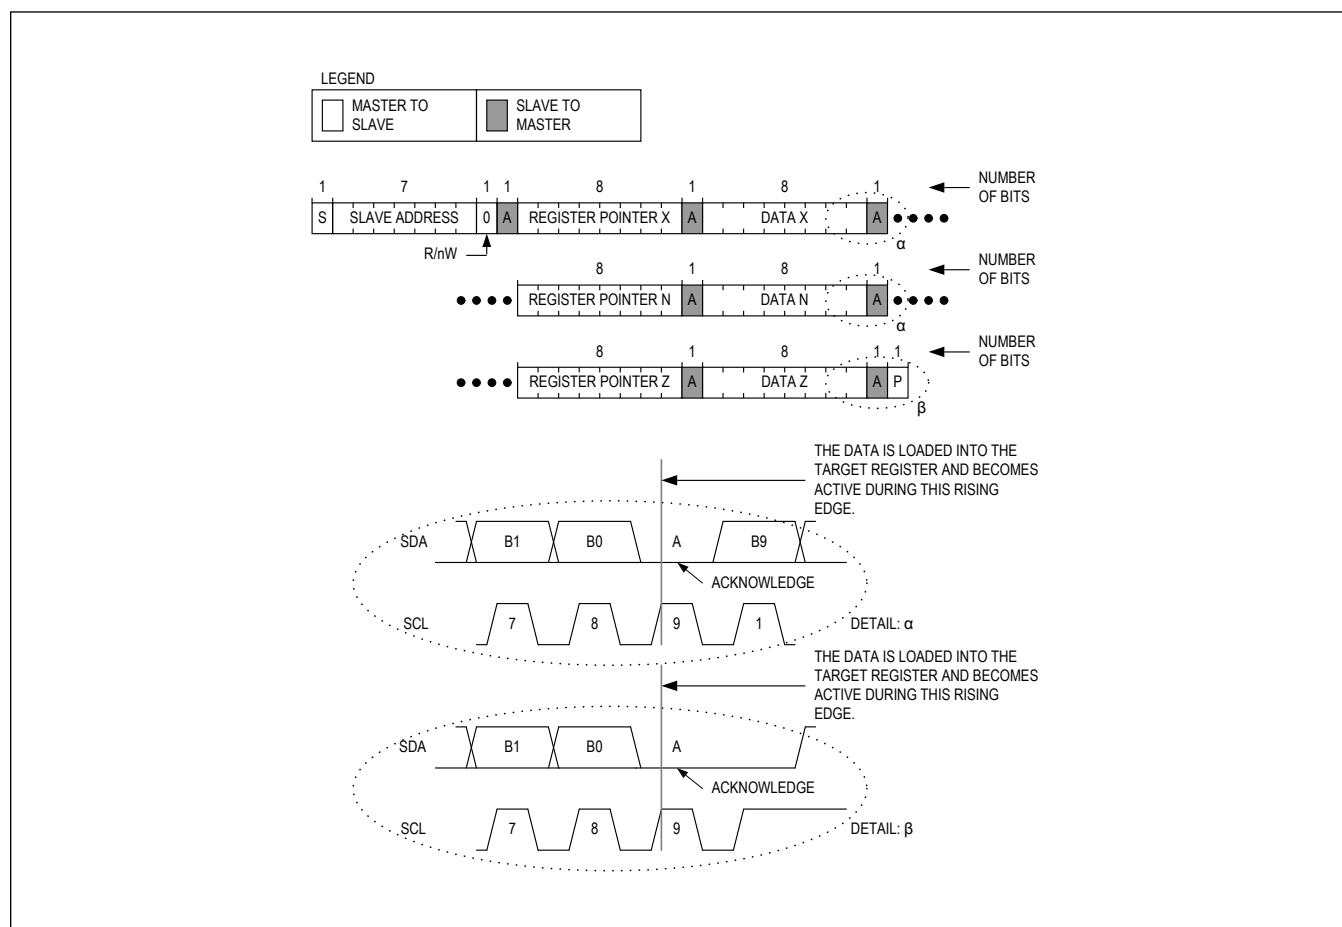 LEGEND
MASTER TO
SLAVE
SLAVE TO
MASTER
1 7 1 1 8 1 8 1
NUMBER
OF BITS
S SLAVE ADDRESS 0 A REGISTER POINTER X A DATA X A
α
R/nW
8 1 8 1
NUMBER
OF BITS
REGISTER POINTER N A DATA N A
α
8 1 8 1 1
NUMBER
OF BITS
REGISTER POINTER Z A DATA Z A P
β
THE DATA IS LOADED INTO THE
TARGET REGISTER AND BECOMES
ACTIVE DURING THIS RISING
EDGE.
SDA B1 B0 A B9
ACKNOWLEDGE
SCL 7 8 9 1 DETAIL: α
THE DATA IS LOADED INTO THE
TARGET REGISTER AND BECOMES
ACTIVE DURING THIS RISING
EDGE.
SDA B1 B0 A
ACKNOWLEDGE
SCL 7 8 9 DETAIL: β